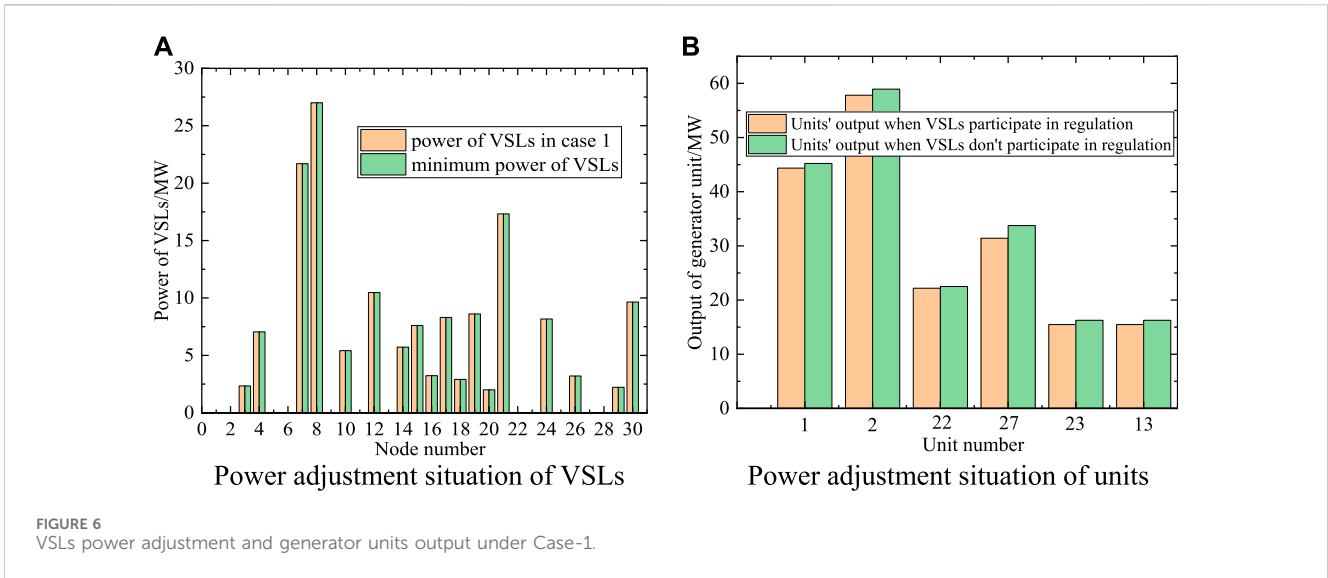 A
30
25
20
15
10
5
0
Power of VSLs/MW
power of VSLs in case 1
minimum power of VSLs
0 2 4 6 8 10 12 14 16 18 20 22 24 26 28 30
Node number
Power adjustment situation of VSLs
B
60
50
40
30
20
10
0
Output of generator unit/MW
Units' output when VSLs participate in regulation
Units' output when VSLs don't participate in regulation
1 2 22 27 23 13
Unit number
Power adjustment situation of units
FIGURE 6
VSLs power adjustment and generator units output under Case-1.